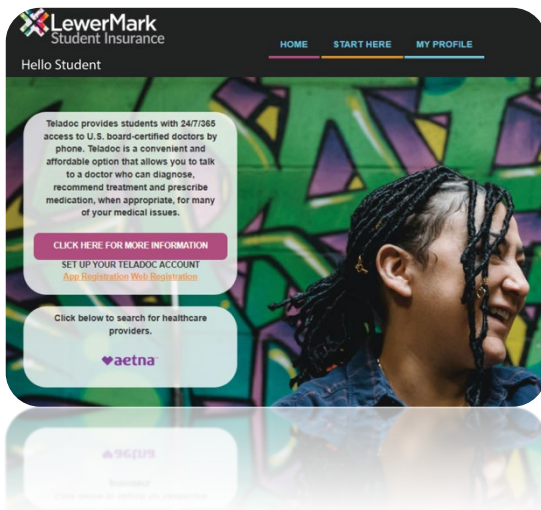 LewerMark
Student Insurance
HOME START HERE MY PROFILE
Hello Student
Teladoc provides students with 24/7/365
access to U.S. board-certified doctors by
phone. Teladoc is a convenient and
affordable option that allows you to talk
to a doctor who can diagnose,
recommend treatment and prescribe
medication, when appropriate, for many
of your medical issues.
CLICK HERE FOR MORE INFORMATION
SET UP YOUR TELADOC ACCOUNT
App Registration Web Registration
Click below to search for healthcare
providers.
aetna